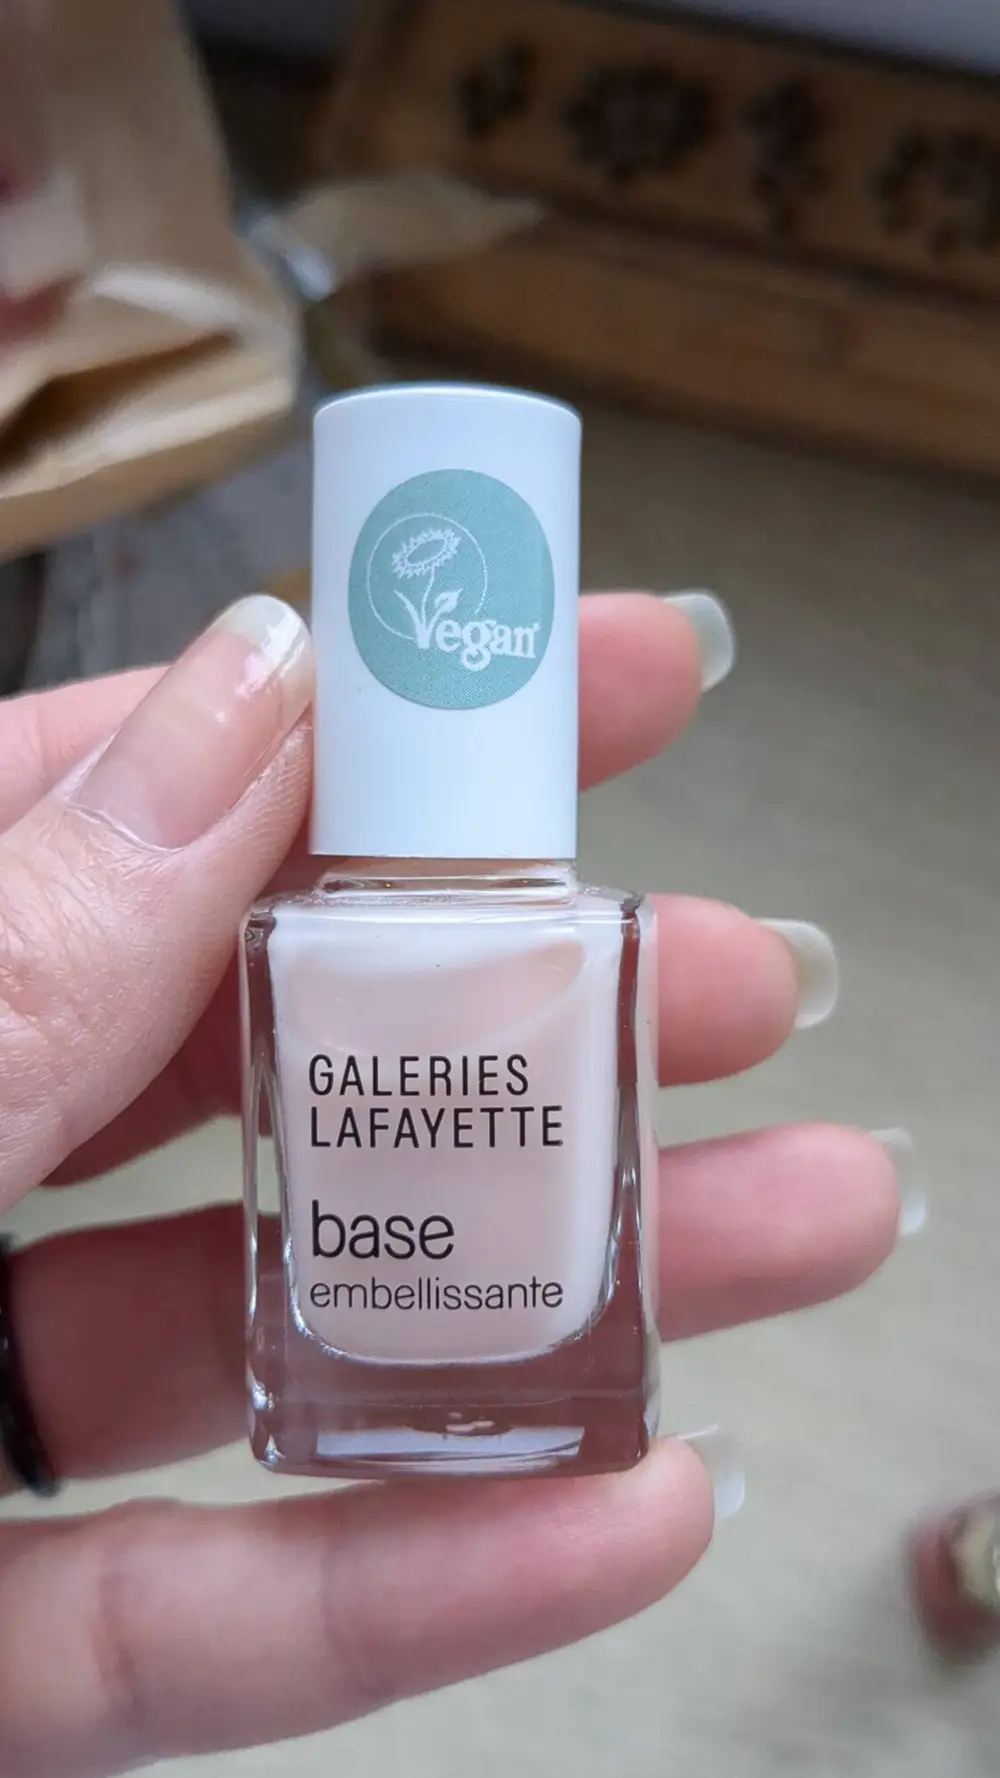 Vegan
GALERIES
LAFAYETTE
base
embellissante